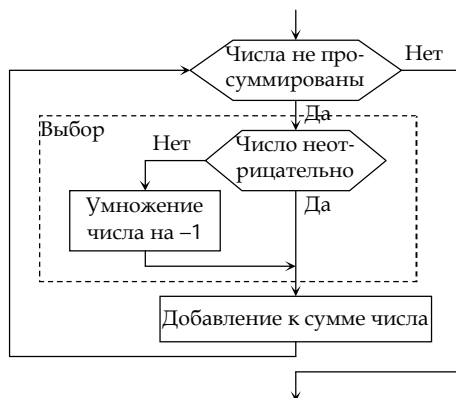 Числа не про-
суммированы
Нет
Да
Выбор
Число неот-
рицательно
Нет
Да
Умножение
числа на –1
Добавление к сумме числа